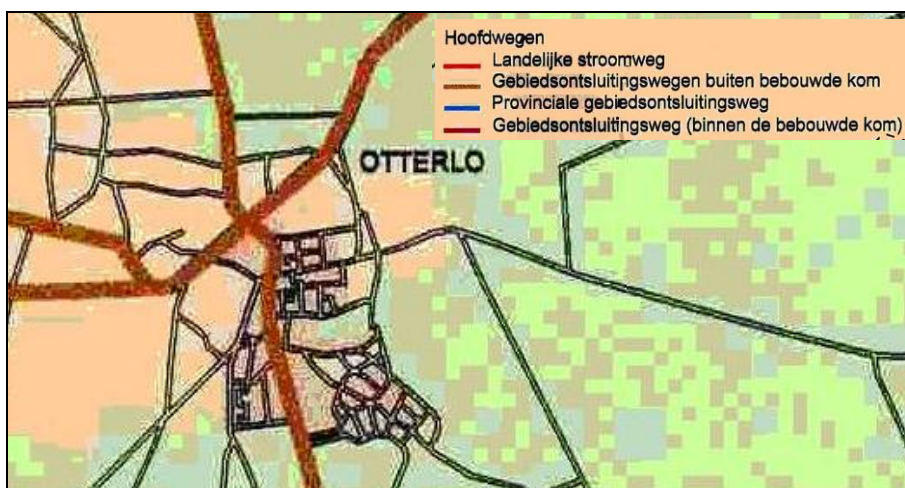 Hoofdwegen
Landelijke stroomweg
Gebiedsontsluitingswegen buiten bebouwde kom
Provinciale gebiedsontsluitingsweg
Gebiedsontsluitingsweg (binnen de bebouwde kom)
OTTERLO